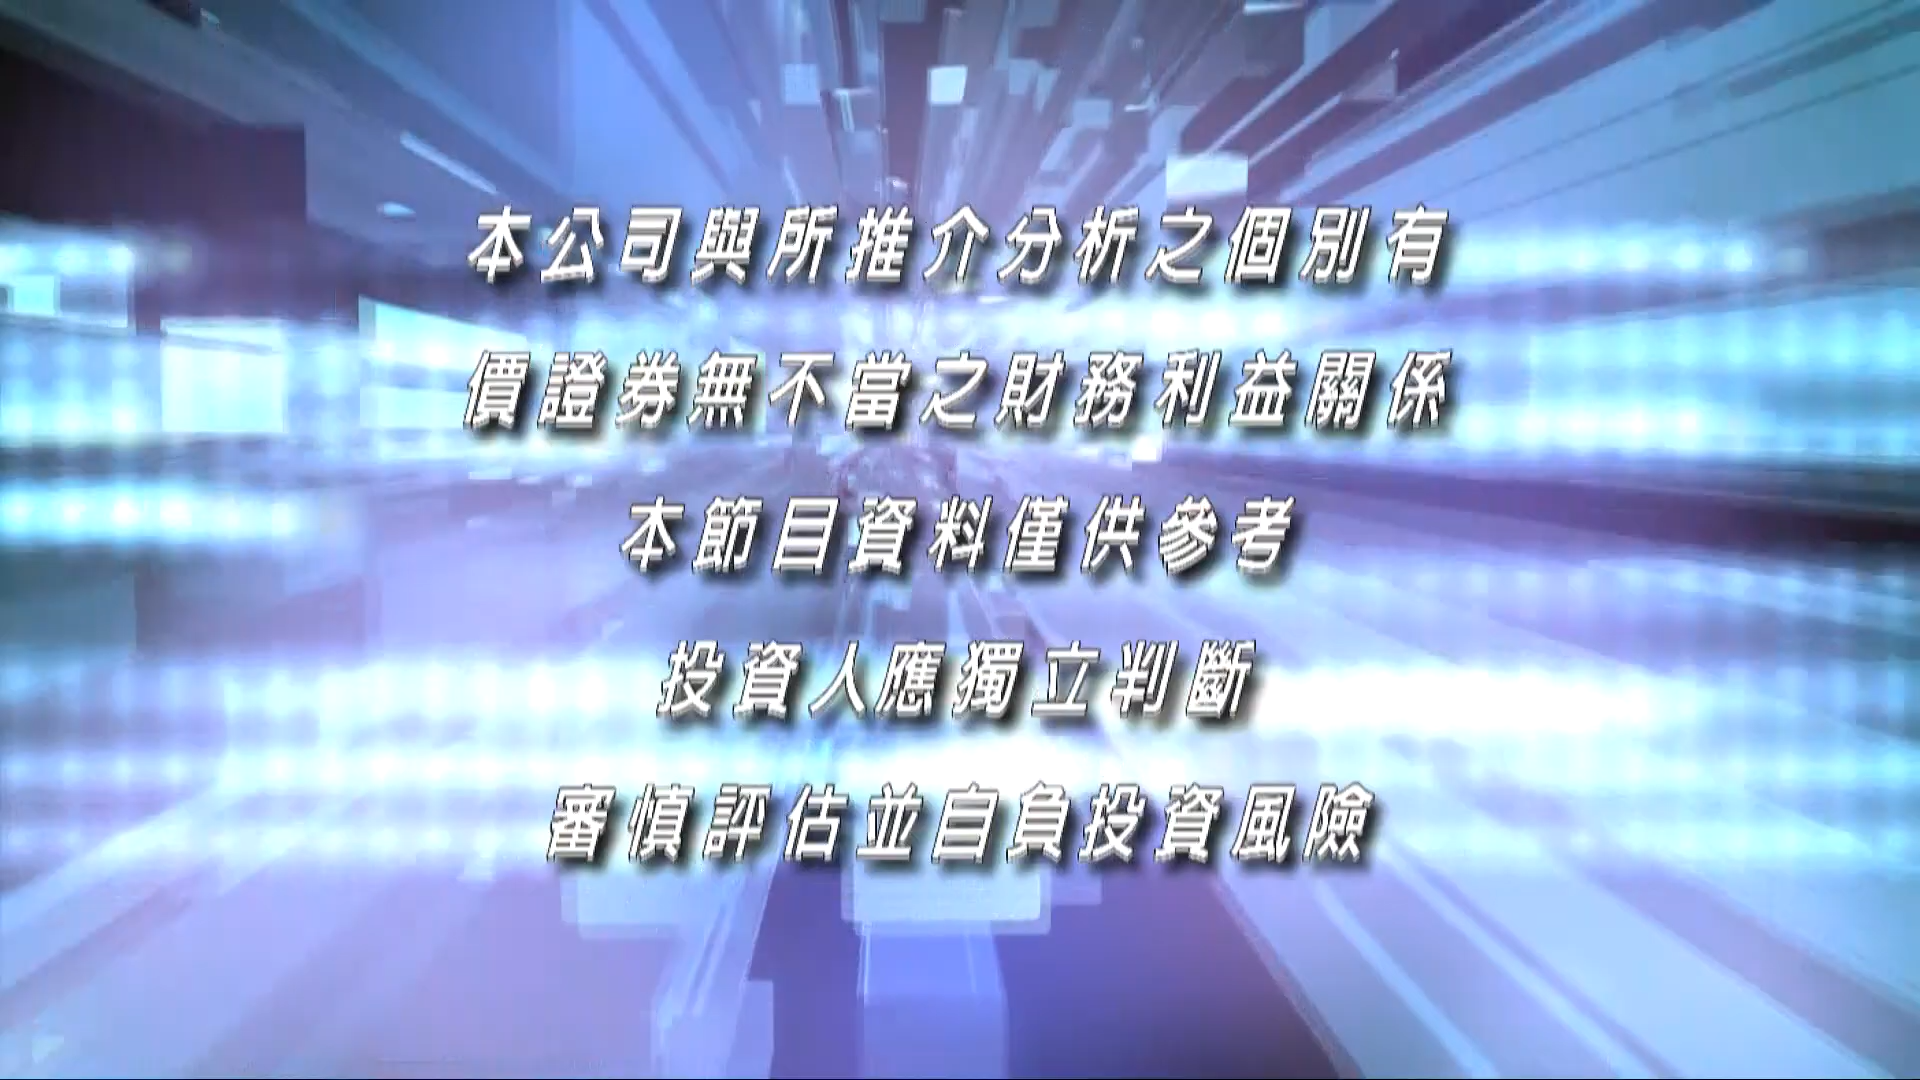 本公司與所推介分析之個別有
價證券無不當之財務利益關係
本節目資料僅供參考
投資人應獨立判斷
審慎評估並自負投資風險